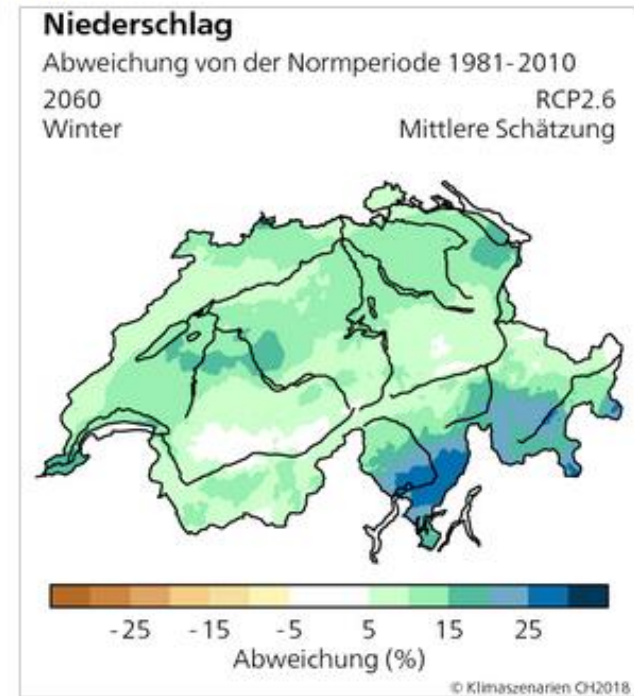 Niederschlag
Abweichung von der Normperiode 1981-2010
2060 RCP2.6
Winter Mittlere Schätzung
-25 -15 -5 5 15 25
Abweichung (%)
© Klimaszenarien CH2018